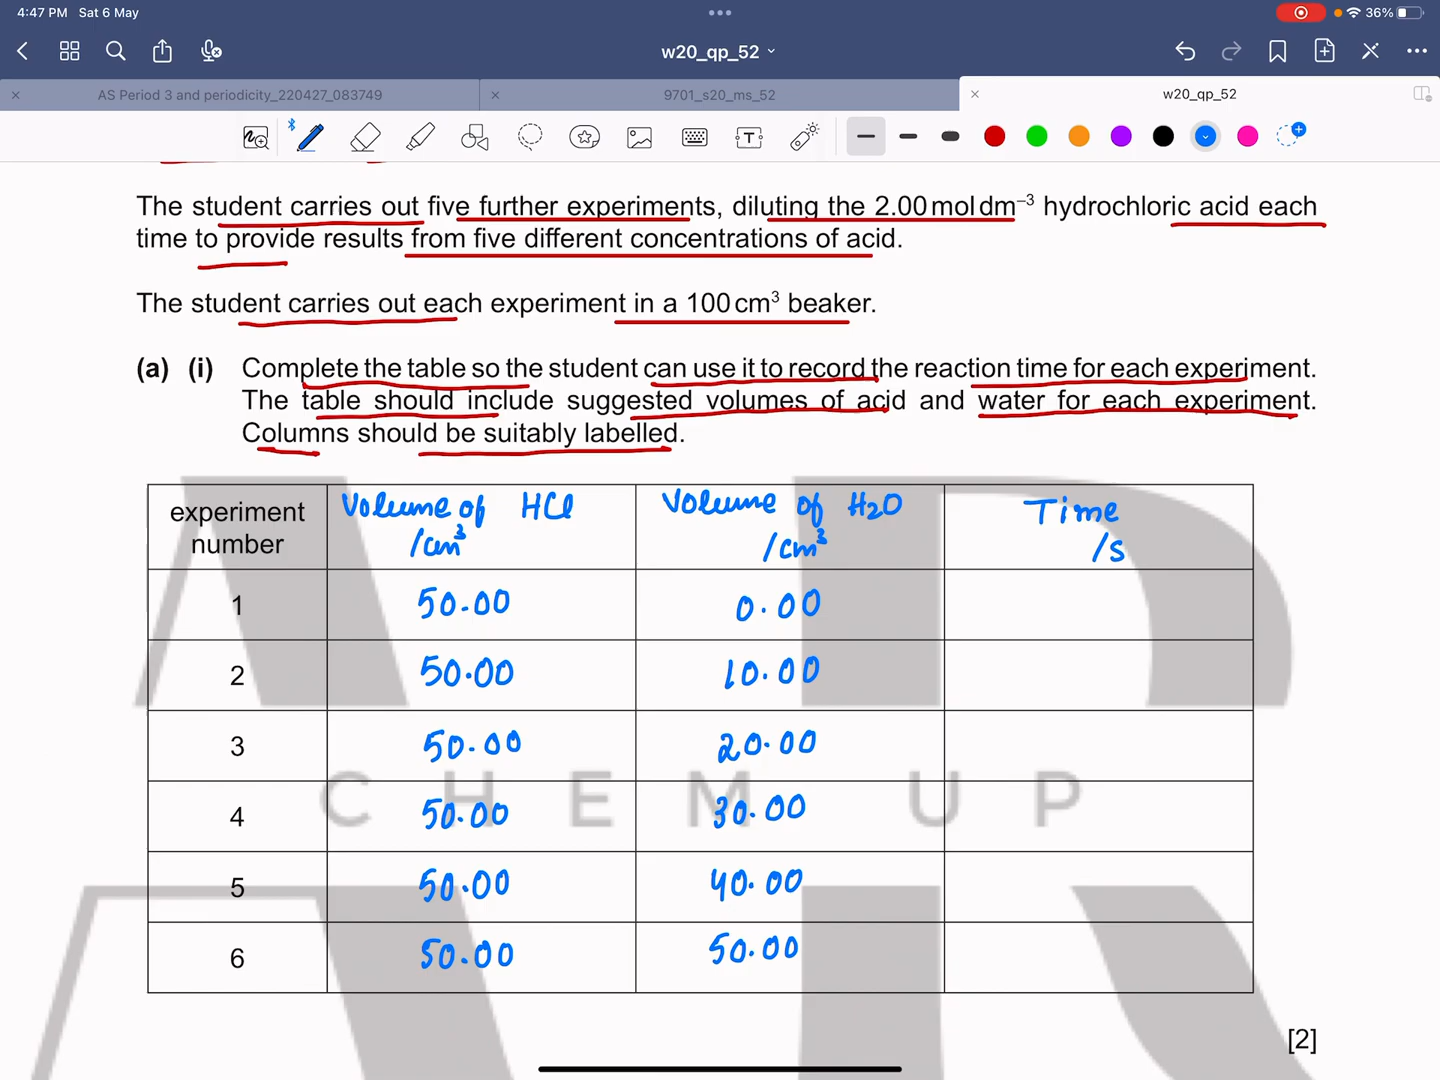 4:47 PM Sat 6 May
36%
w20_qp_52
AS Period 3 and periodicity_220427_083749
9701_s20_ms_52
w20_qp_52
The student carries out five further experiments, diluting the 2.00 mol dm⁻³ hydrochloric acid each
time to provide results from five different concentrations of acid.
The student carries out each experiment in a 100 cm³ beaker.
(a) (i) Complete the table so the student can use it to record the reaction time for each experiment.
The table should include suggested volumes of acid and water for each experiment.
Columns should be suitably labelled.
experiment number Volume of HCl /cm³ Volume of H₂O /cm³ Time /s
1 50.00 0.00
2 50.00 10.00
3 50.00 20.00
4 50.00 30.00
5 50.00 40.00
6 50.00 50.00
CHEM UP
[2]